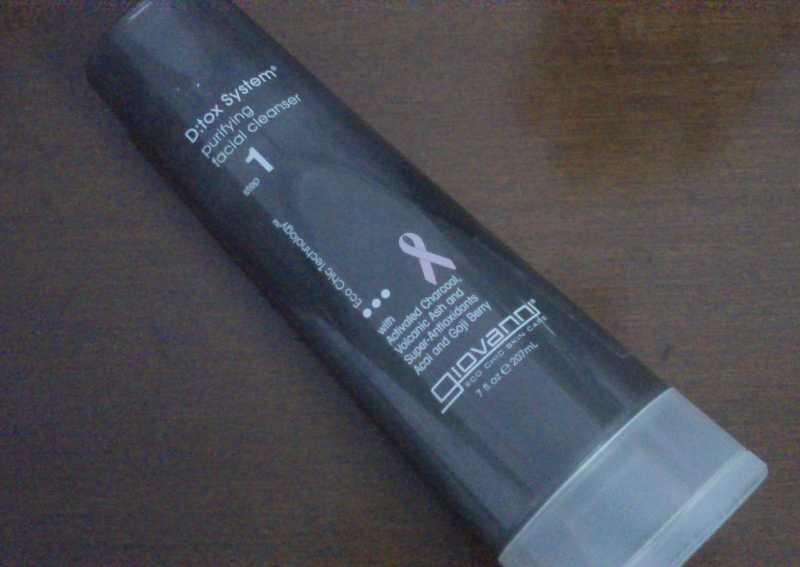 D:tox System®
purifying
facial cleanser
step 1
Eco Chic Technology™
with
Activated Charcoal,
Volcanic Ash and
Super-Antioxidants
Acai and Goji Berry
giovanni®
ECO CHIC SKIN CARE
7 fl oz ℮ 207mL